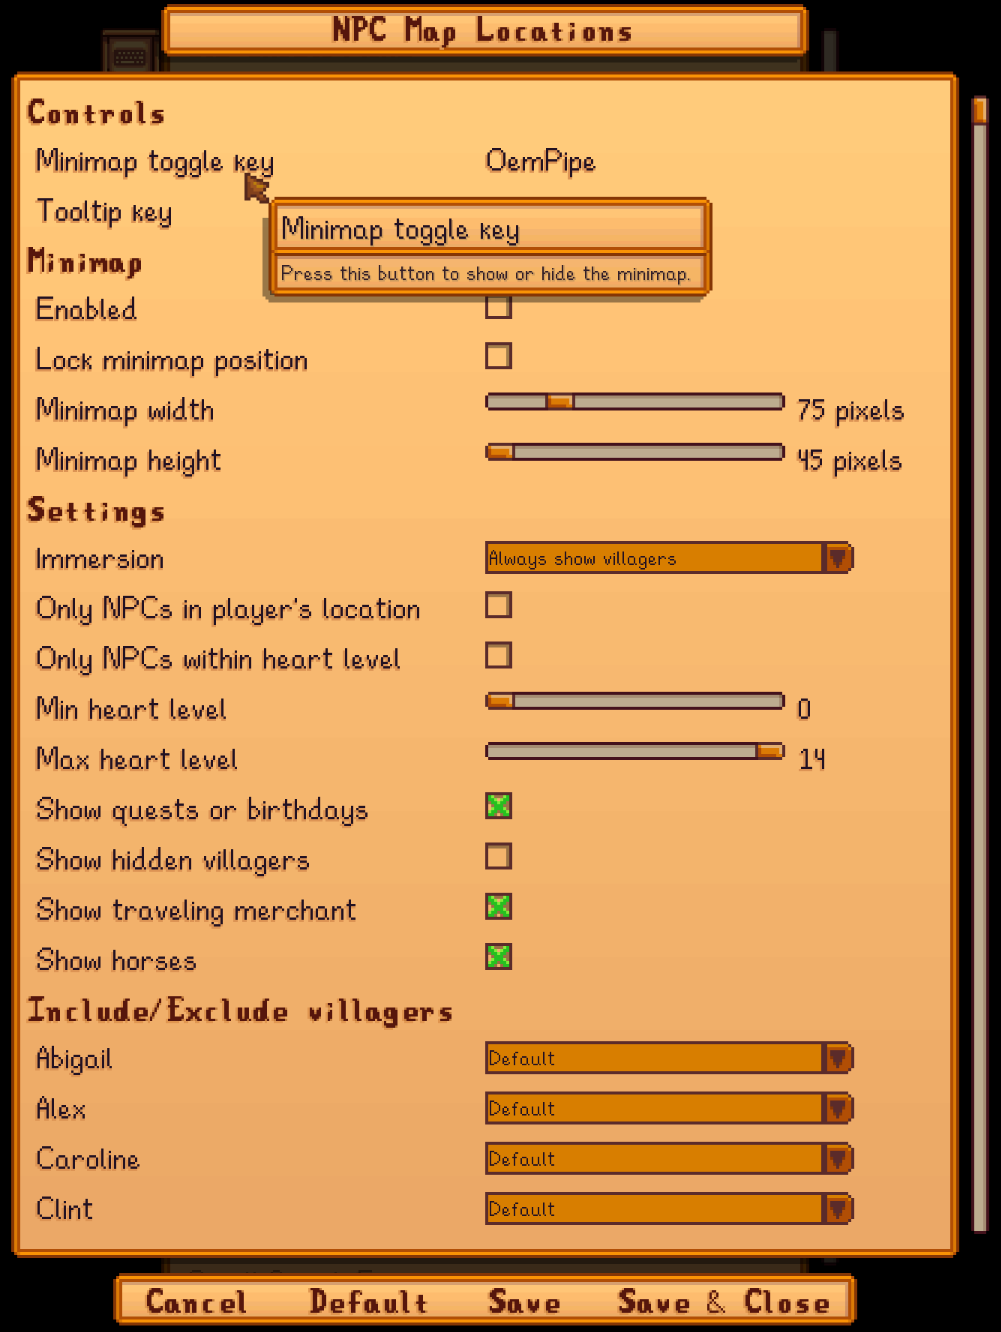 NPC Map Locations
Controls
Minimap toggle key OemPipe
Tooltip key
Minimap toggle key
Press this button to show or hide the minimap.
Minimap
Enabled
Lock minimap position
Minimap width 75 pixels
Minimap height 45 pixels
Settings
Immersion Always show villagers
Only NPCs in player's location
Only NPCs within heart level
Min heart level 0
Max heart level 14
Show quests or birthdays
Show hidden villagers
Show traveling merchant
Show horses
Include/Exclude villagers
Abigail Default
Alex Default
Caroline Default
Clint Default
Cancel Default Save Save & Close